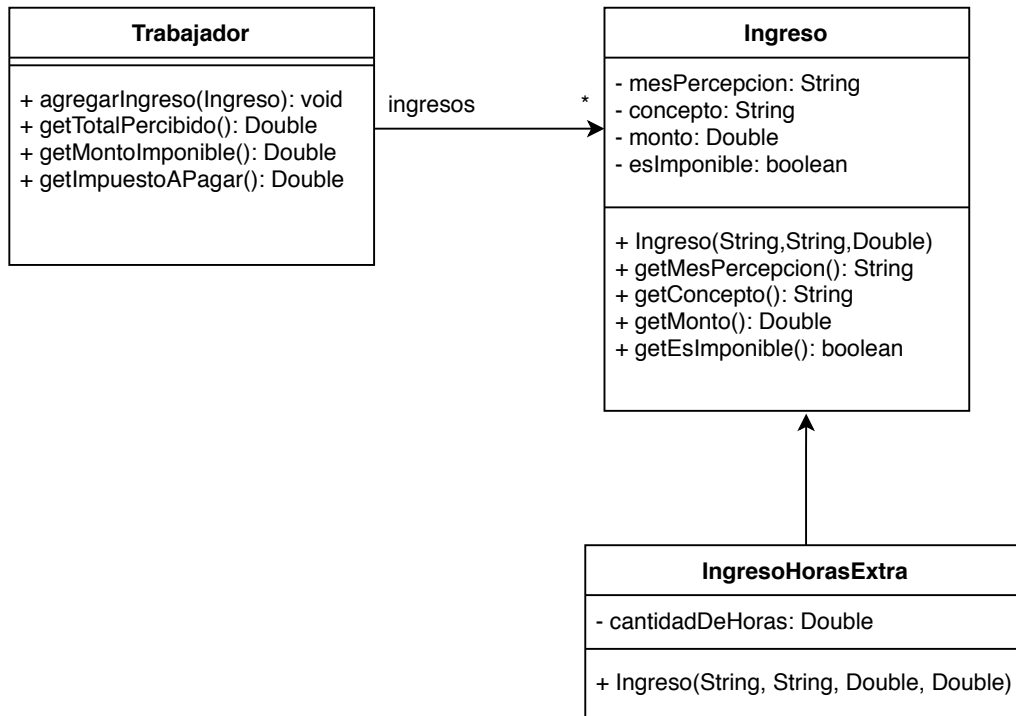 Trabajador
+ agregarIngreso(Ingreso): void
+ getTotalPercibido(): Double
+ getMontoImponible(): Double
+ getImpuestoAPagar(): Double
ingresos
*
Ingreso
- mesPercepcion: String
- concepto: String
- monto: Double
- esImponible: boolean
+ Ingreso(String,String,Double)
+ getMesPercepcion(): String
+ getConcepto(): String
+ getMonto(): Double
+ getEsImponible(): boolean
IngresoHorasExtra
- cantidadDeHoras: Double
+ Ingreso(String, String, Double, Double)